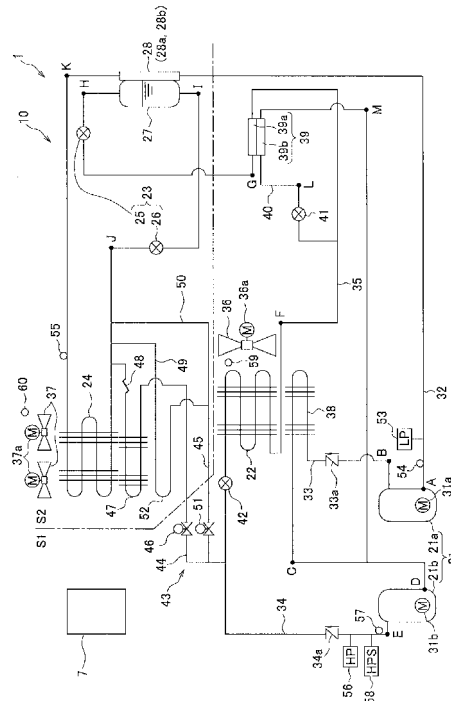 1
10
K
28
(28a, 28b)
H
I
27
23
25
26
J
G
39a
39b
39
M
40
L
41
50
55
60
37a
M
M
37
24
48
49
47
52
36
M
36a
59
F
35
22
38
S1
S2
46
51
45
42
44
43
33
33a
B
53
LP
54
32
A
M
31a
C
21a
21b
D
34
34a
57
E
M
31b
HP
56
HPS
58
7